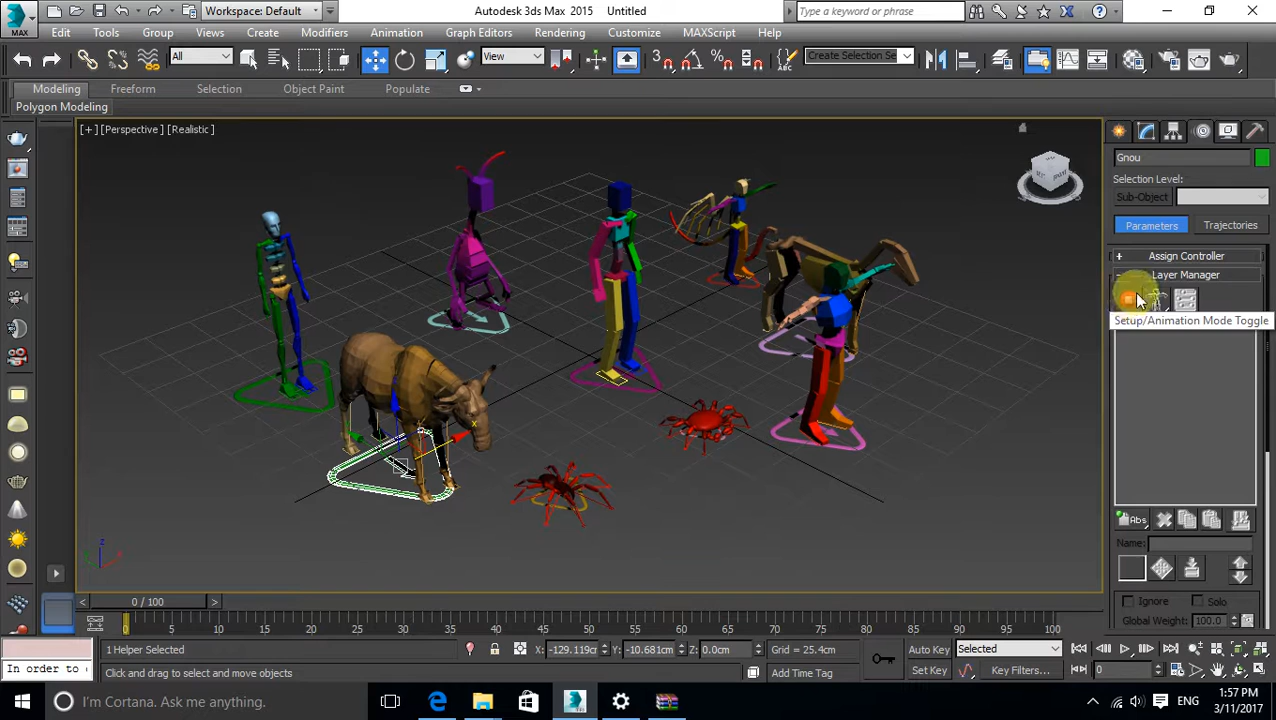 MAX
Workspace: Default
Autodesk 3ds Max 2015 Untitled
Type a keyword or phrase
Edit Tools Group Views Create Modifiers Animation Graph Editors Rendering Customize MAXScript Help
All
View
3
Create Selection Se
Modeling Freeform Selection Object Paint Populate
Polygon Modeling
[+] [Perspective] [Realistic]
Gnou
Selection Level:
Sub-Object
Parameters Trajectories
+ Assign Controller
- Layer Manager
Setup/Animation Mode Toggle
x
z
Abs
Name:
Ignore Solo
Global Weight: 100.0
0 / 100
0 5 10 15 20 25 30 35 40 45 50 55 60 65 70 75 80 85 90 95 100
1 Helper Selected
X: -129.119cm Y: -10.681cm Z: 0.0cm Grid = 25.4cm
Auto Key Selected
In order to
Click and drag to select and move objects
Add Time Tag
Set Key Key Filters...
0
I'm Cortana. Ask me anything.
ENG
1:57 PM
3/11/2017